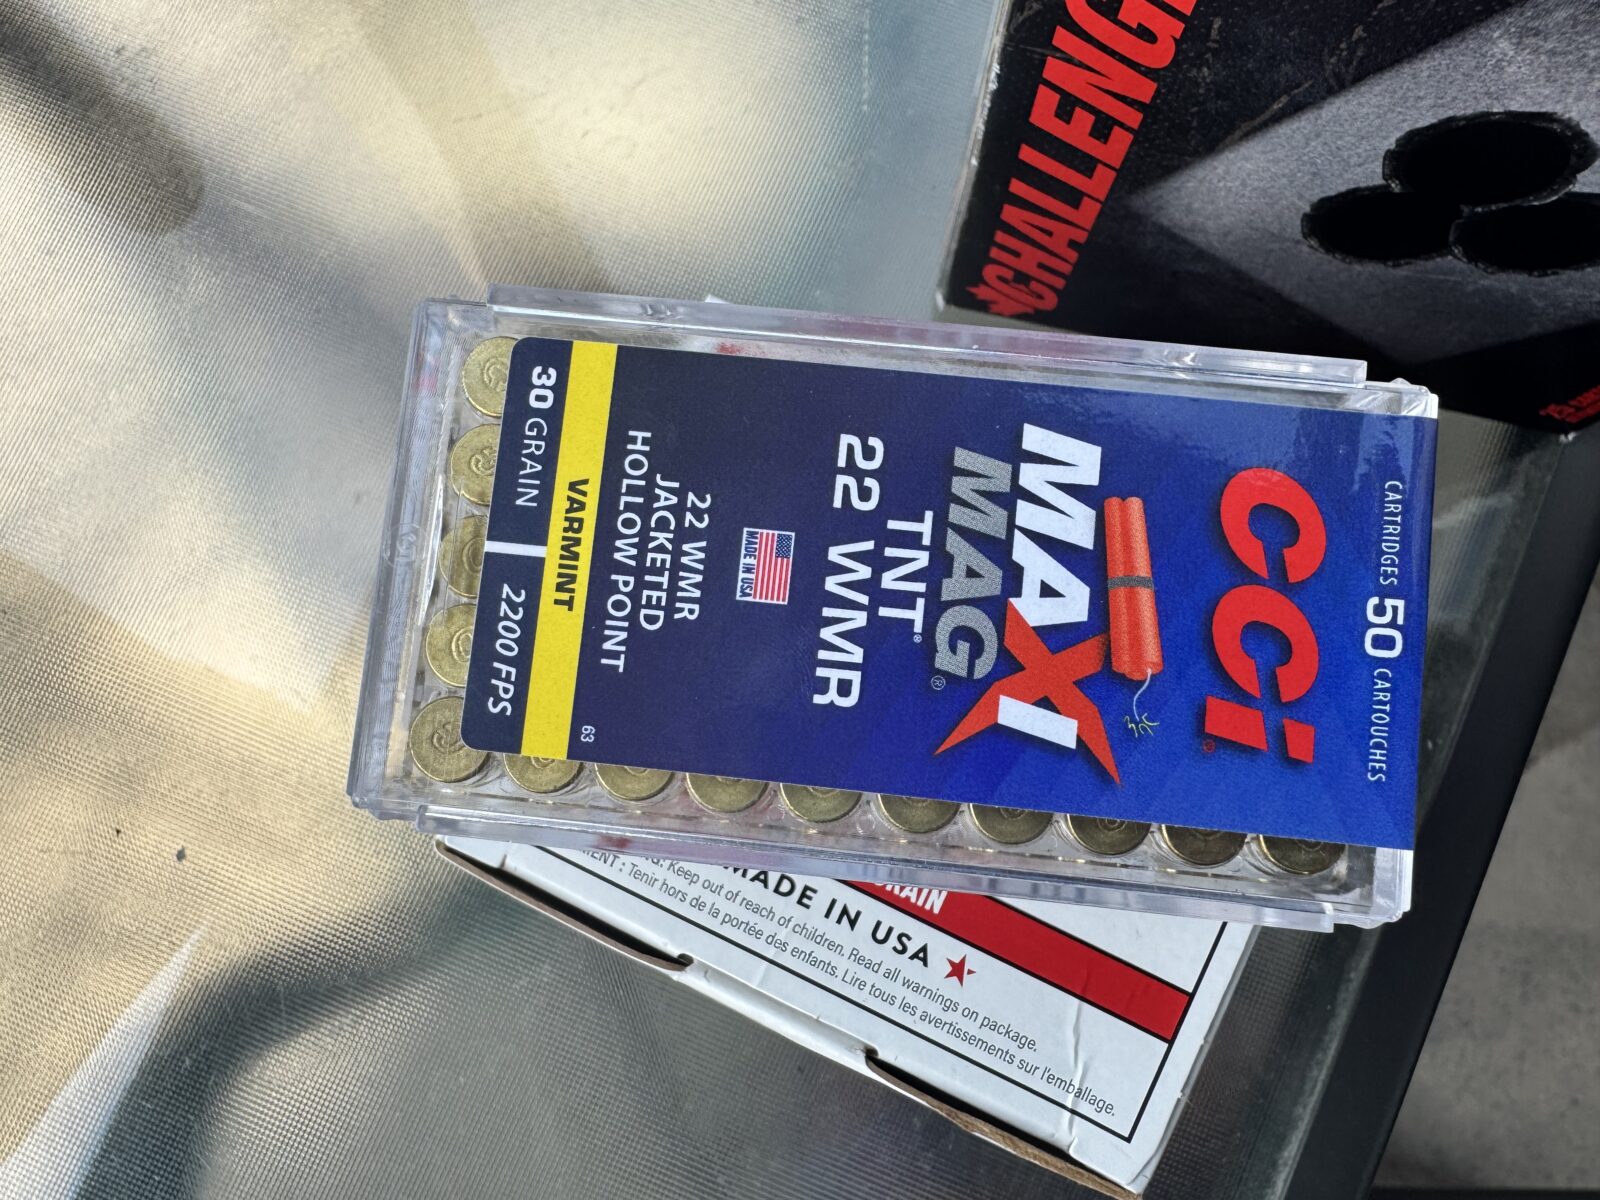 CHALLENG
CARTRIDGES 50 CARTOUCHES
CCi
MAXI
MAG®
TNT®
22 WMR
MADE IN USA
22 WMR
JACKETED
HOLLOW POINT
63
VARMINT
30 GRAIN 2200 FPS
RAIN
MADE IN USA
Keep out of reach of children. Read all warnings on package.
Tenir hors de la portée des enfants. Lire tous les avertissements sur l'emballage.